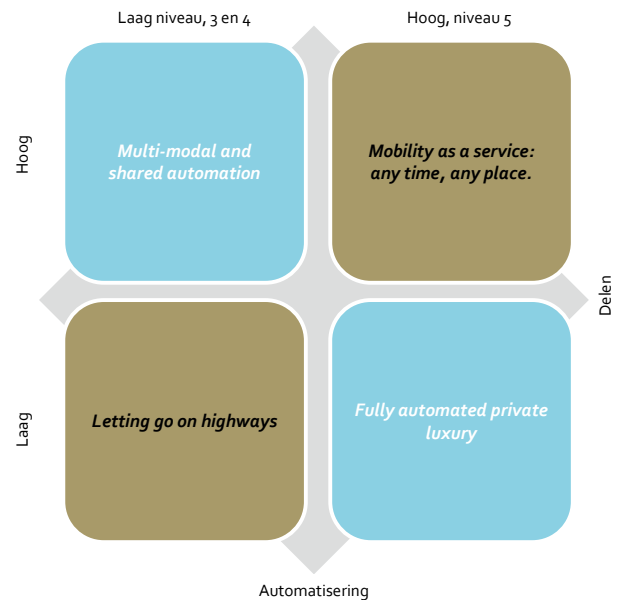 Laag niveau, 3 en 4
Hoog, niveau 5
Hoog
Multi-modal and
shared automation
Mobility as a service:
any time, any place.
Delen
Laag
Letting go on highways
Fully automated private
luxury
Automatisering